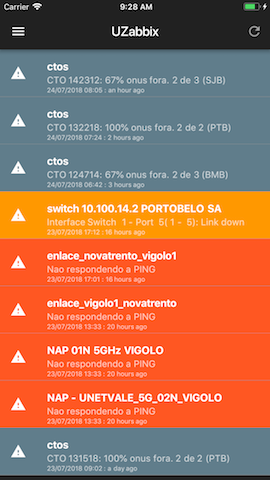 Carrier 9:28 AM
UZabbix
ctos
CTO 142312: 67% onus fora. 2 de 3 (SJB)
24/07/2018 08:05 : an hour ago
ctos
CTO 132218: 100% onus fora. 2 de 2 (PTB)
24/07/2018 07:24 : 2 hours ago
ctos
CTO 124714: 67% onus fora. 2 de 3 (BMB)
24/07/2018 06:42 : 3 hours ago
switch 10.100.14.2 PORTOBELO SA
Interface Switch 1 - Port 5( 1 - 5): Link down
23/07/2018 17:12 : 16 hours ago
enlace_novatrento_vigolo1
Nao respondendo a PING
23/07/2018 17:01 : 16 hours ago
enlace_vigolo1_novatrento
Nao respondendo a PING
23/07/2018 13:33 : 20 hours ago
NAP 01N 5GHz VIGOLO
Nao respondendo a PING
23/07/2018 13:33 : 20 hours ago
NAP - UNETVALE_5G_02N_VIGOLO
Nao respondendo a PING
23/07/2018 13:33 : 20 hours ago
ctos
CTO 131518: 100% onus fora. 2 de 2 (PTB)
23/07/2018 09:02 : a day ago